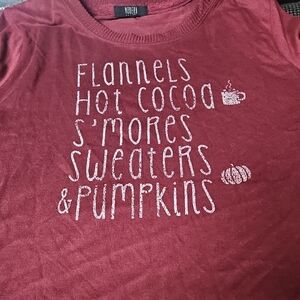 Flannels
Hot cocoa
S'mores
Sweaters
& Pumpkins